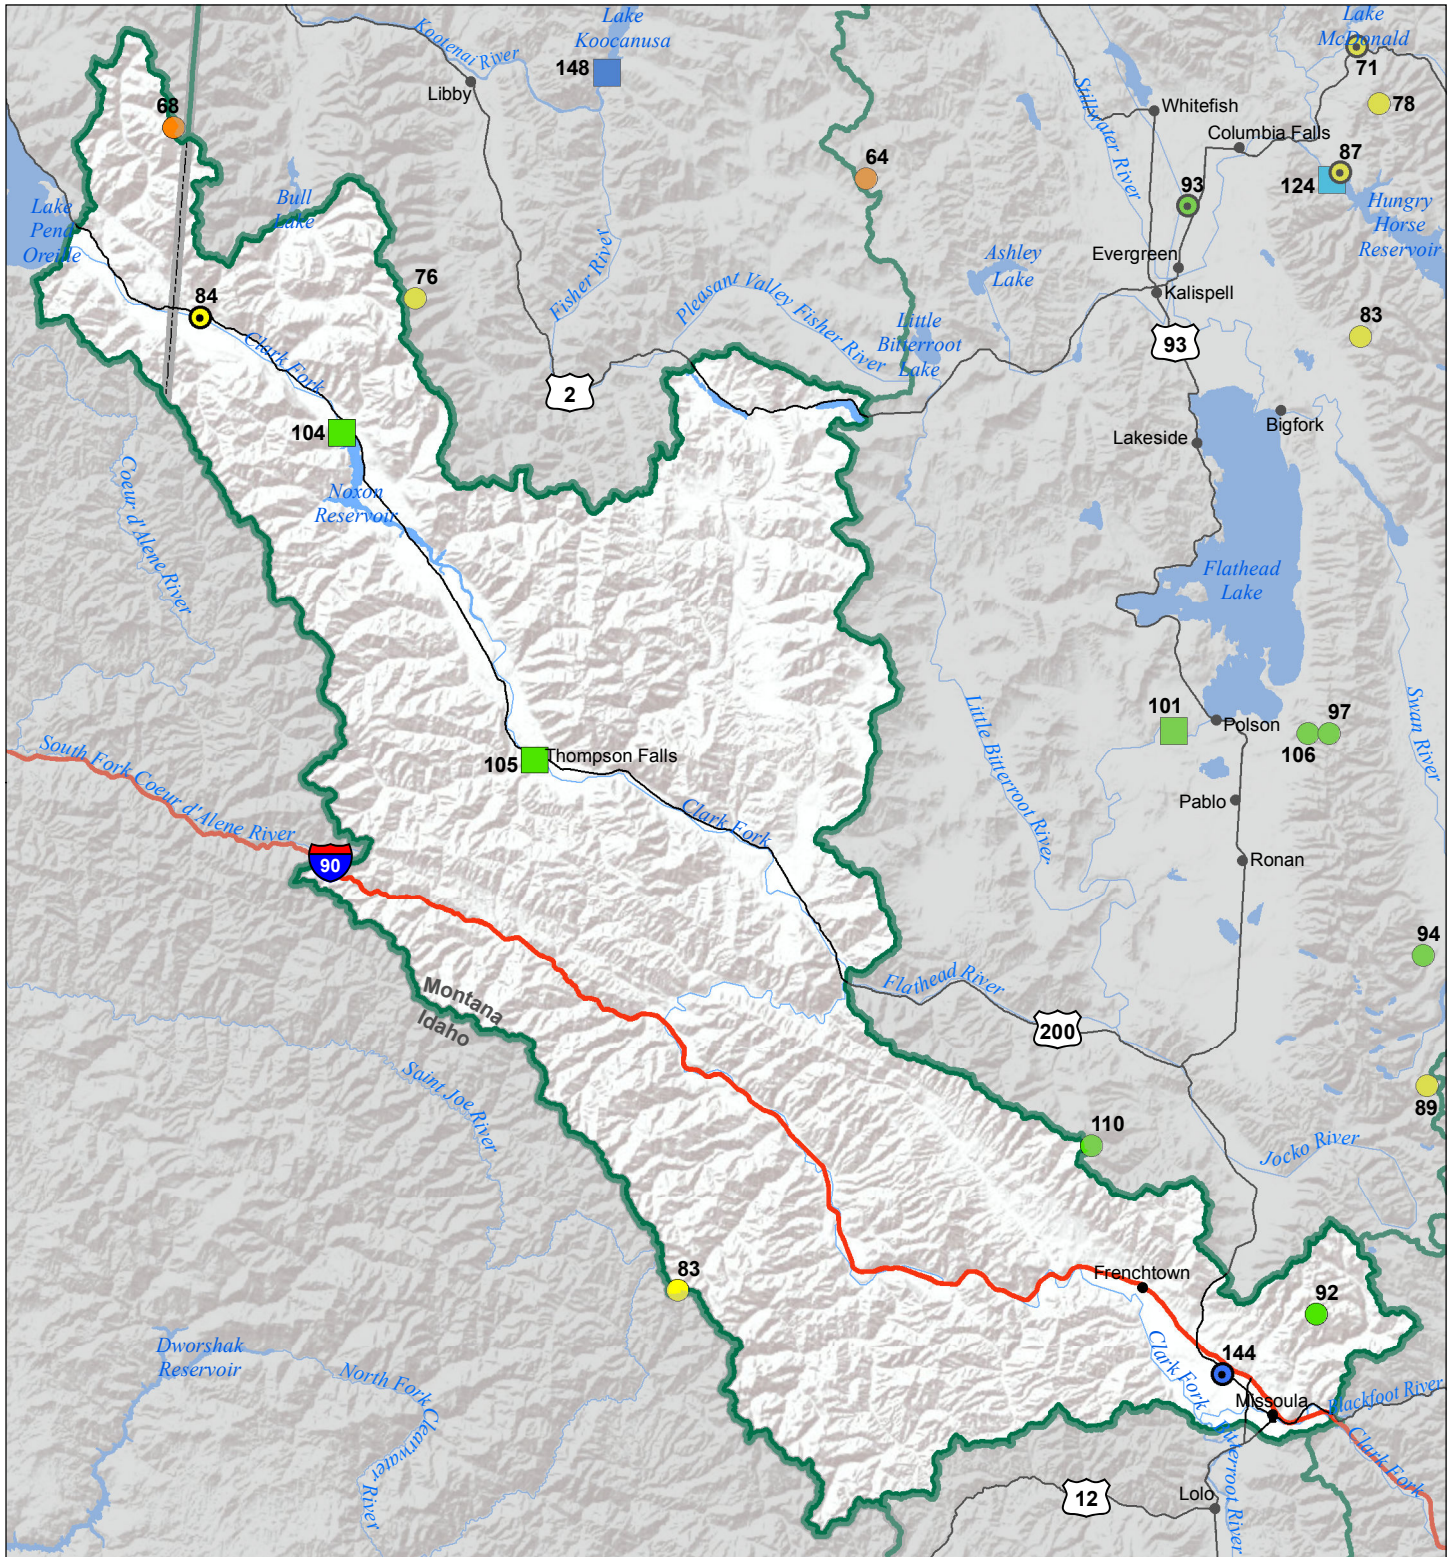 Lake
Koocanusa
Kootenai River
148
Libby
Lake
McDonald
71
78
Stillwater River
Whitefish
Columbia Falls
68
64
87
124
93
Hungry
Horse
Reservoir
Bull
Lake
Lake
Pend
Oreille
Fisher River
76
Ashley
Lake
Evergreen
Kalispell
84
Pleasant Valley Fisher River
Little
Bitterroot
Lake
93
83
Clark Fork
2
104
Lakeside
Bigfork
Coeur d'Alene River
Noxon
Reservoir
Flathead
Lake
Little Bitterroot River
Swan River
101
Polson
97
106
South Fork Coeur d'Alene River
105
Thompson Falls
Clark Fork
Pablo
90
Ronan
94
Montana
Idaho
Flathead River
200
Saint Joe River
89
110
Jocko River
83
Frenchtown
92
Dworshak
Reservoir
North Fork Clearwater River
Clark Fork
144
Missoula
Blackfoot River
Bitterroot River
Clark Fork
12
Lolo